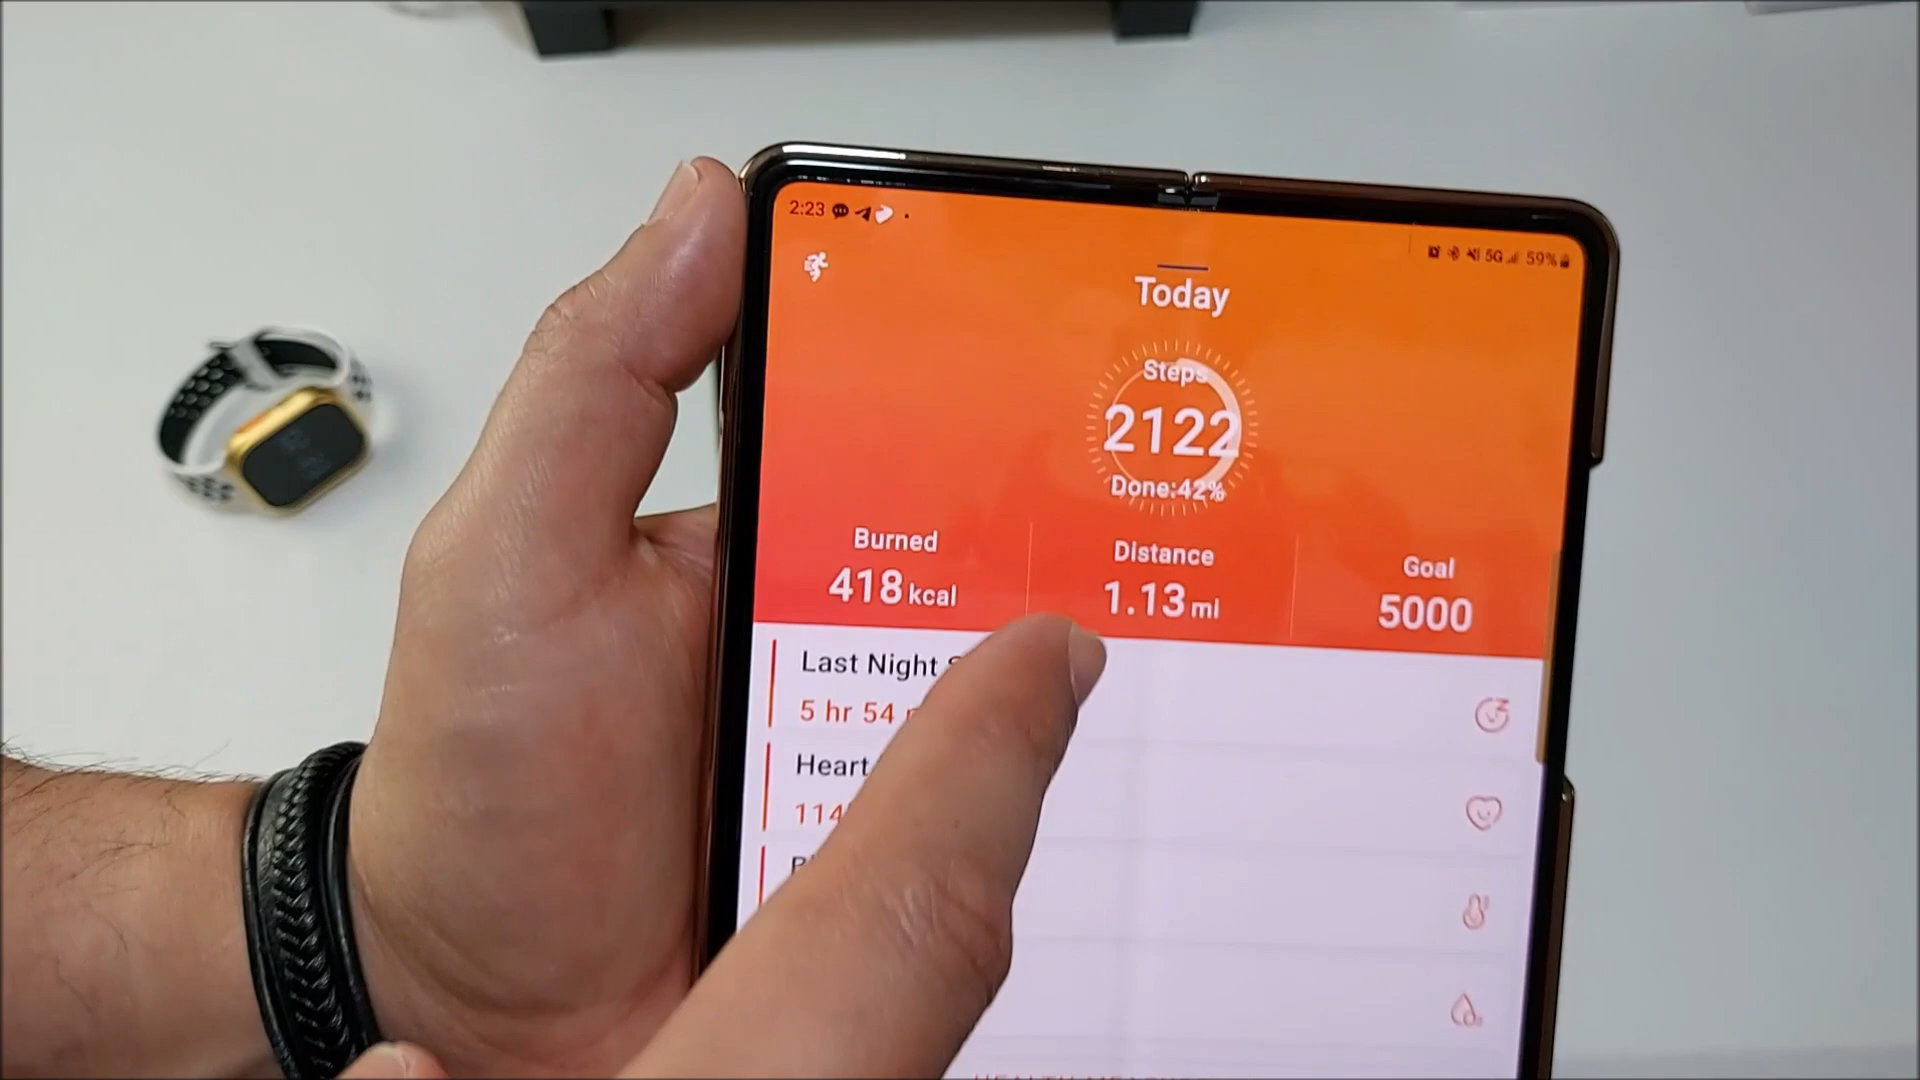 2:23
5G 59%
Today
Steps
2122
Done:42%
Burned
418 kcal
Distance
1.13 mi
Goal
5000
Last Night
5 hr 54
Heart
114